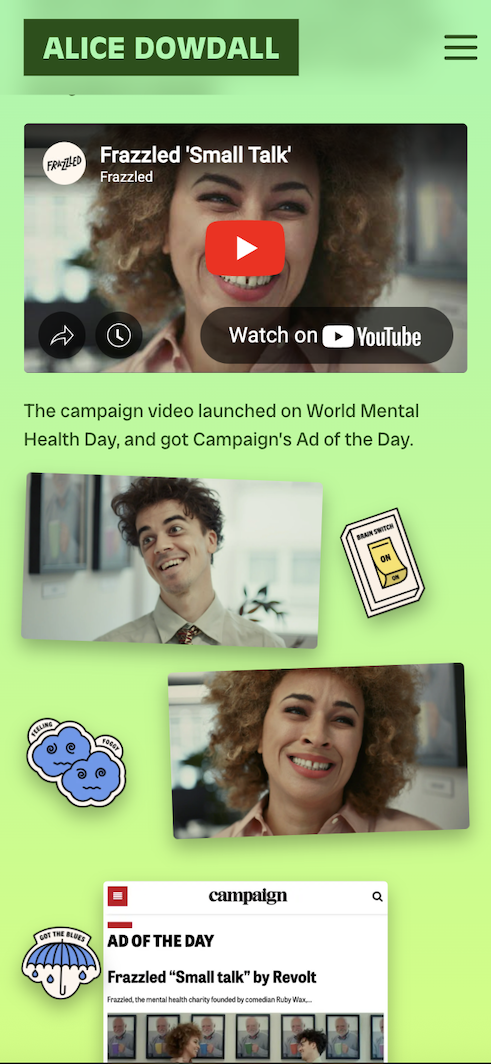 ALICE DOWDALL
FRAZZLED
Frazzled 'Small Talk'
Frazzled
Watch on YouTube
The campaign video launched on World Mental
Health Day, and got Campaign's Ad of the Day.
BRAIN SWITCH
ON
ON
FEELING
FOGGY
GOT THE BLUES
campaign
AD OF THE DAY
Frazzled “Small talk” by Revolt
Frazzled, the mental health charity founded by comedian Ruby Wax,...